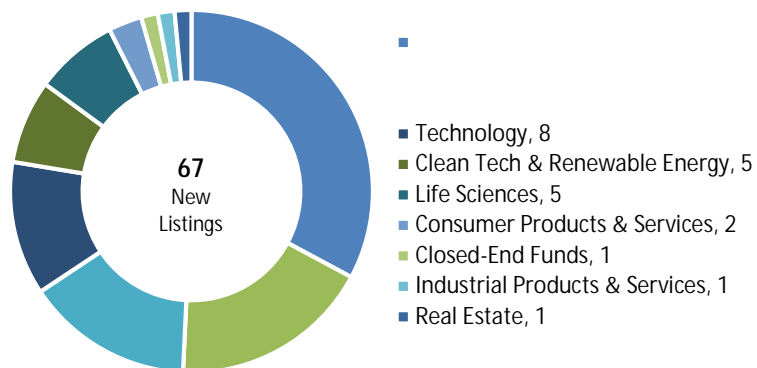 67
New
Listings
Technology, 8
Clean Tech & Renewable Energy, 5
Life Sciences, 5
Consumer Products & Services, 2
Closed-End Funds, 1
Industrial Products & Services, 1
Real Estate, 1